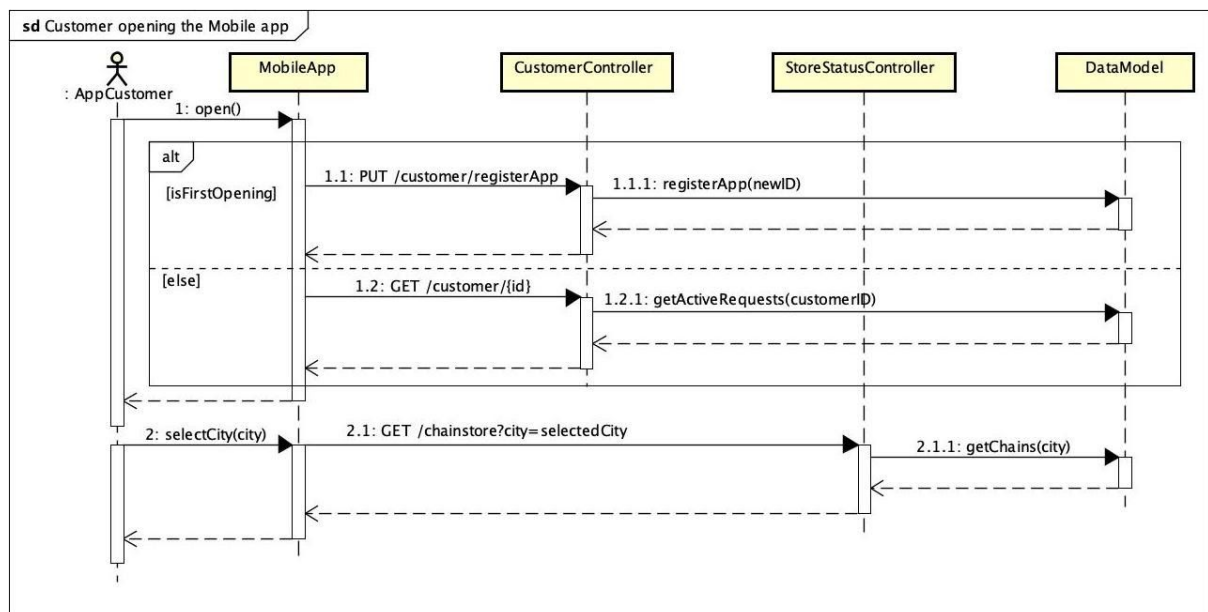 sd Customer opening the Mobile app
MobileApp
CustomerController
StoreStatusController
DataModel
: AppCustomer
1: open()
alt
[isFirstOpening]
1.1: PUT /customer/registerApp
1.1.1: registerApp(newID)
[else]
1.2: GET /customer/{id}
1.2.1: getActiveRequests(customerID)
2: selectCity(city)
2.1: GET /chainstore?city=selectedCity
2.1.1: getChains(city)